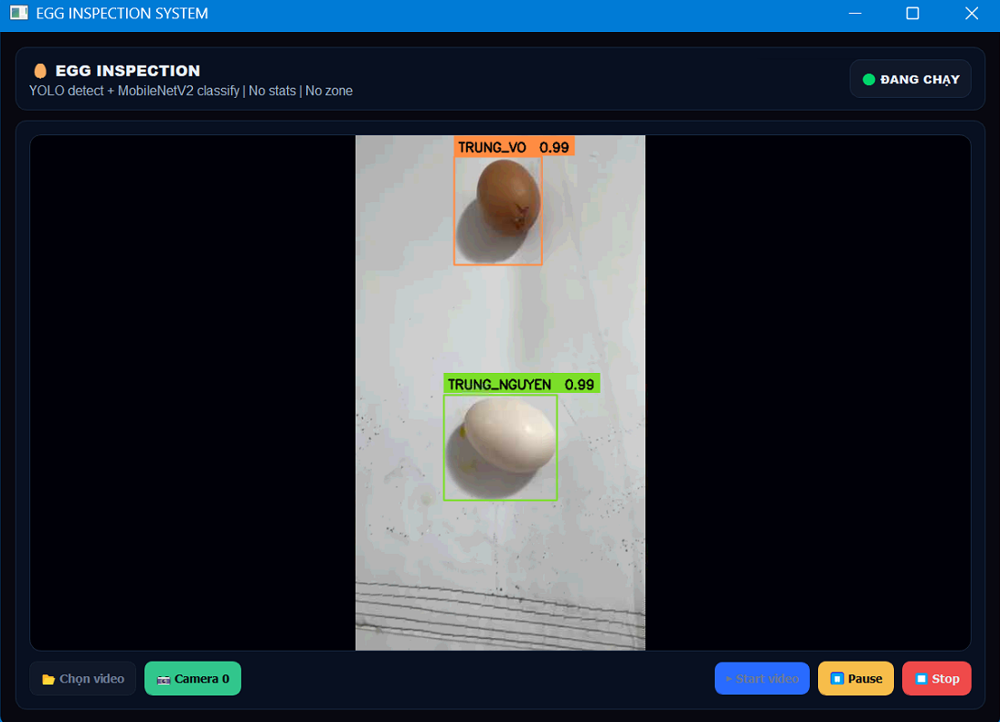 EGG INSPECTION SYSTEM
EGG INSPECTION
YOLO detect + MobileNetV2 classify | No stats | No zone
ĐANG CHẠY
TRUNG_VO 0.99
TRUNG_NGUYEN 0.99
Chọn video
Camera 0
Start video
Pause
Stop